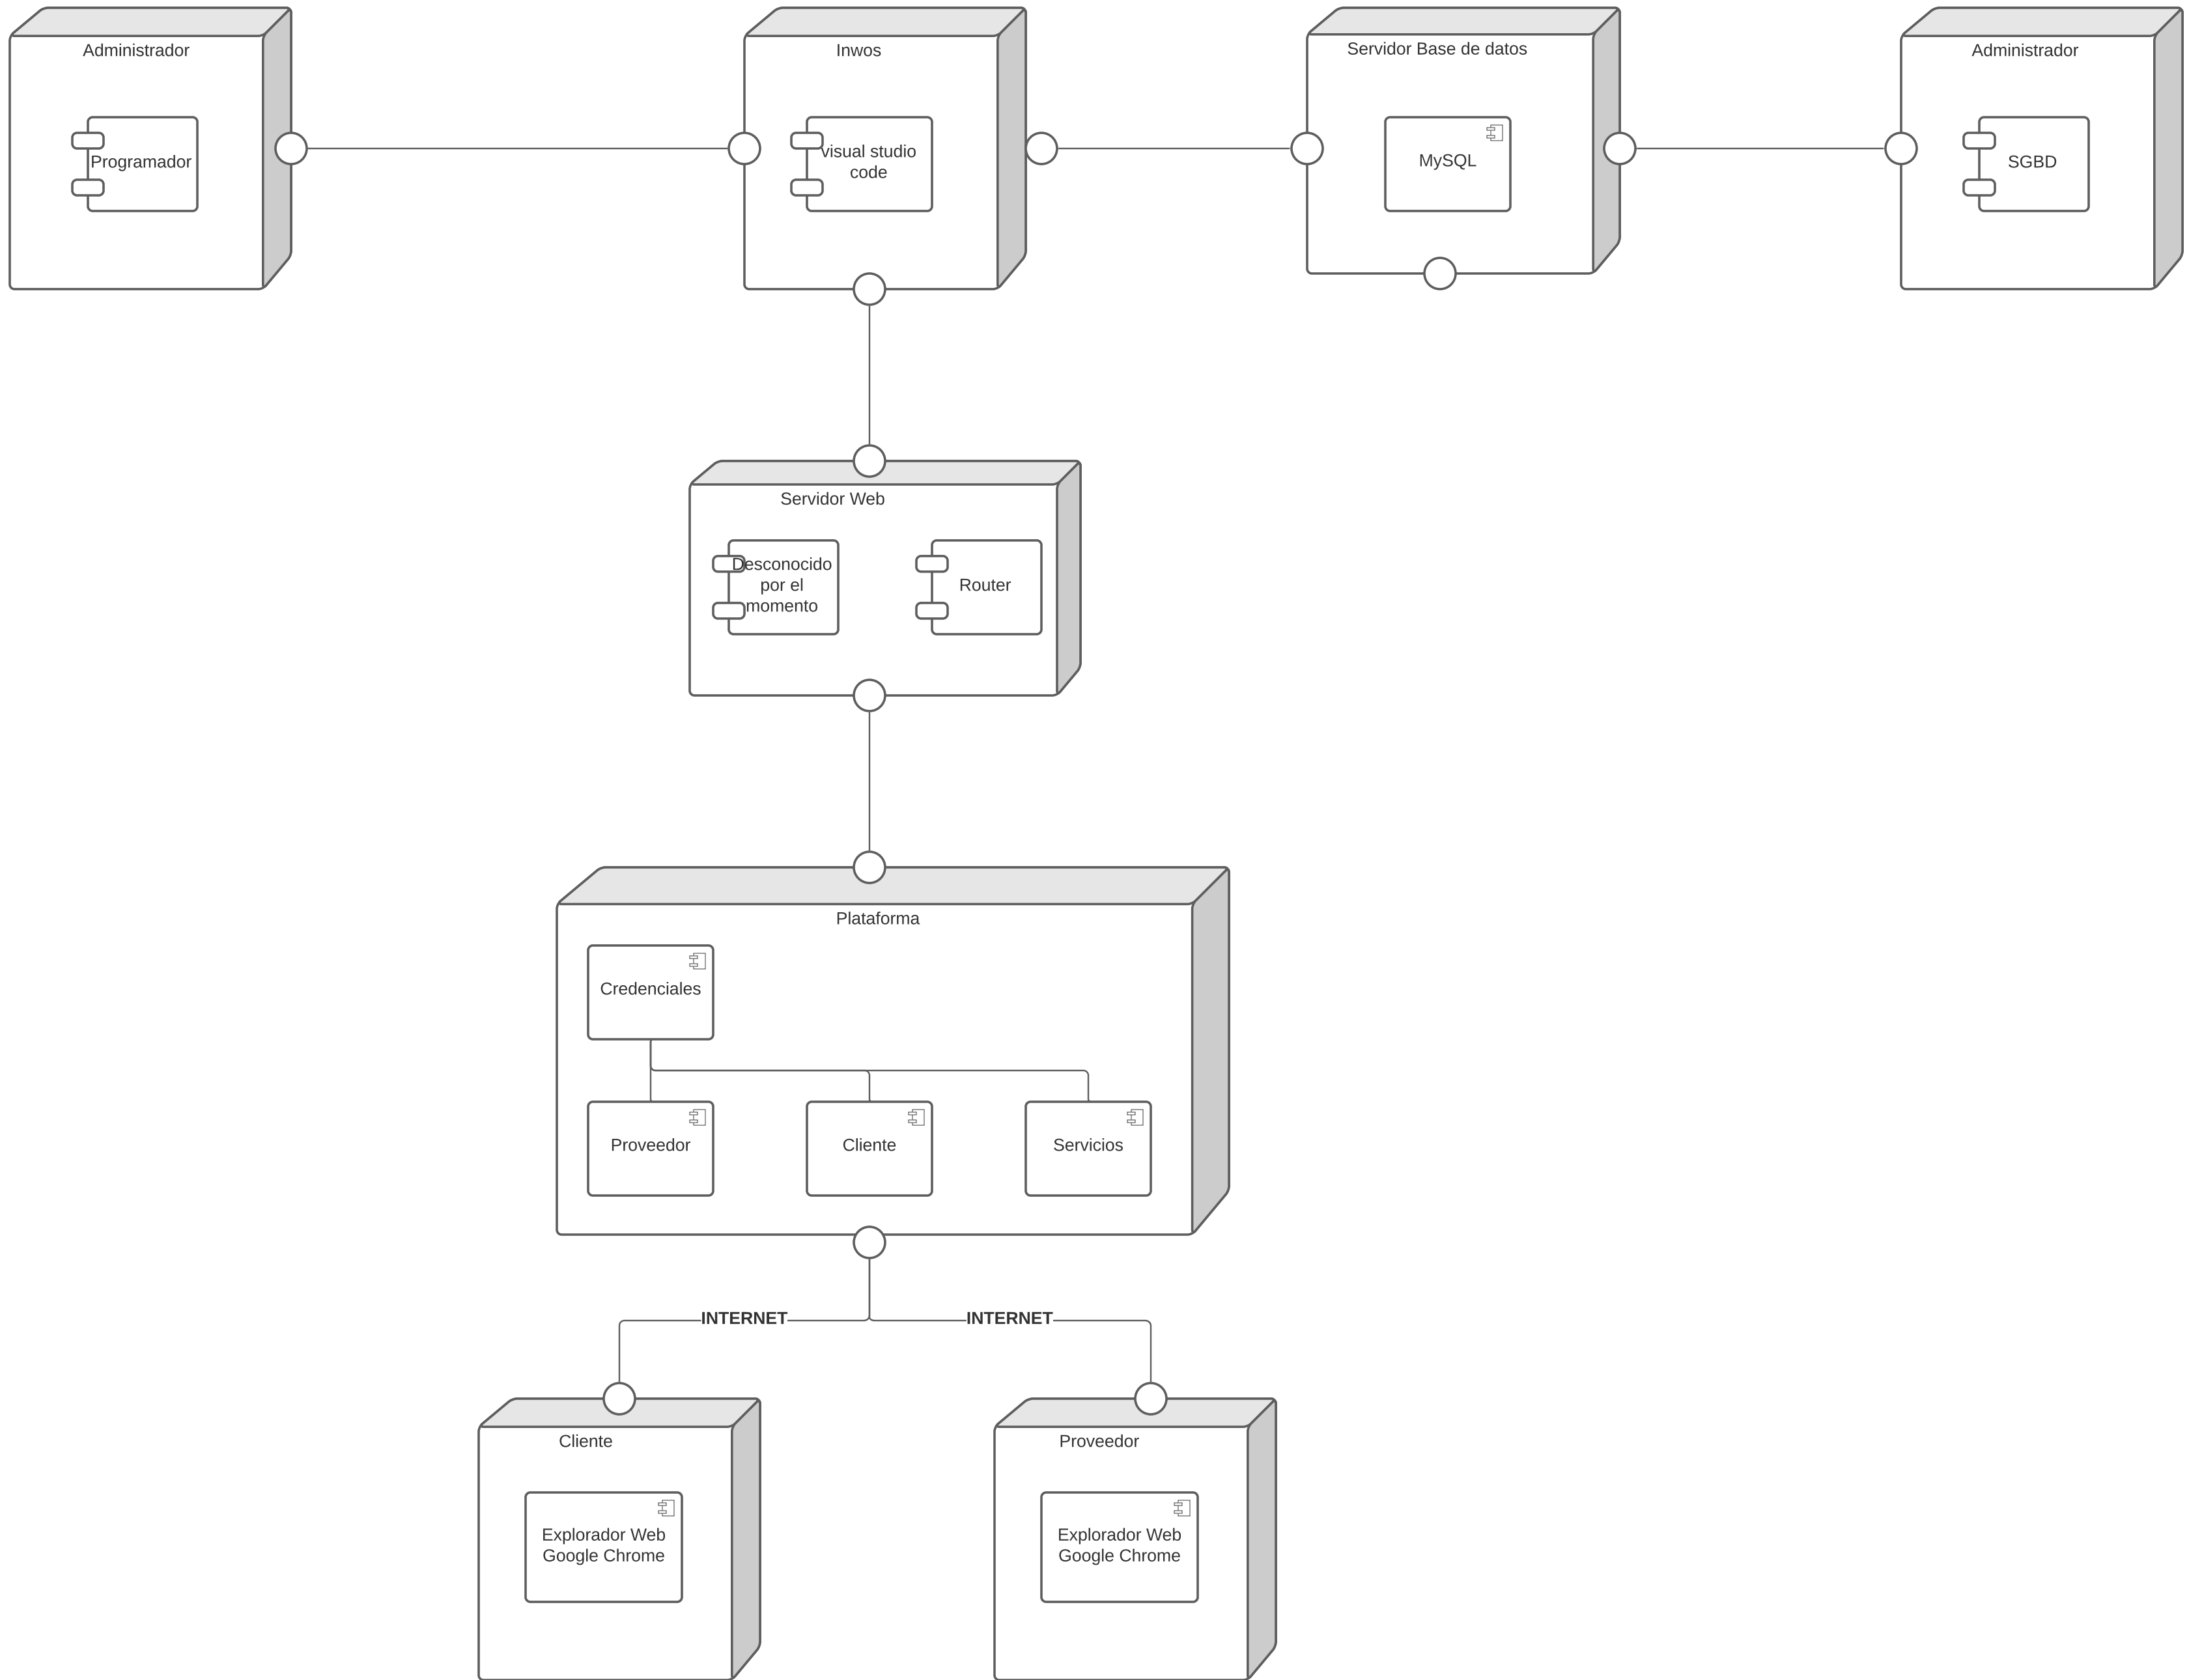 Administrador
Inwos
Servidor Base de datos
Administrador
Programador
visual studio
code
MySQL
SGBD
Servidor Web
Desconocido
por el
momento
Router
Plataforma
Credenciales
Proveedor
Cliente
Servicios
INTERNET
INTERNET
Cliente
Proveedor
Explorador Web
Google Chrome
Explorador Web
Google Chrome